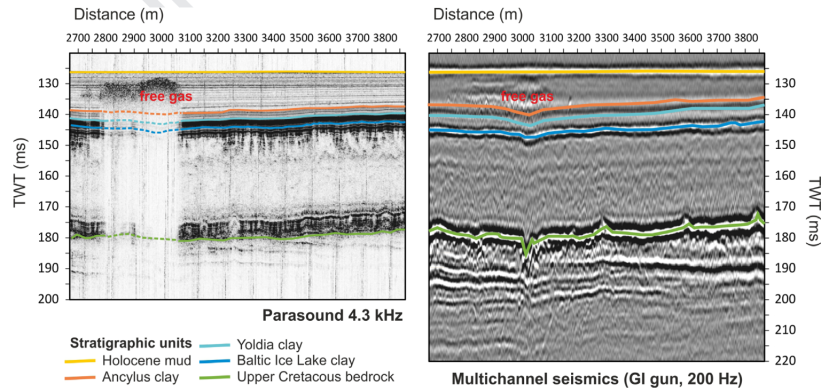 Distance (m)
2700 2800 2900 3000 3100 3200 3300 3400 3500 3600 3700 3800
TWT (ms)
130
140
150
160
170
180
190
200
free gas
Parasound 4.3 kHz
Distance (m)
2700 2800 2900 3000 3100 3200 3300 3400 3500 3600 3700 3800
free gas
130
140
150
160
170
180
190
200
210
220
TWT (ms)
Multichannel seismics (GI gun, 200 Hz)
Stratigraphic units
Holocene mud
Ancylus clay
Yoldia clay
Baltic Ice Lake clay
Upper Cretacous bedrock